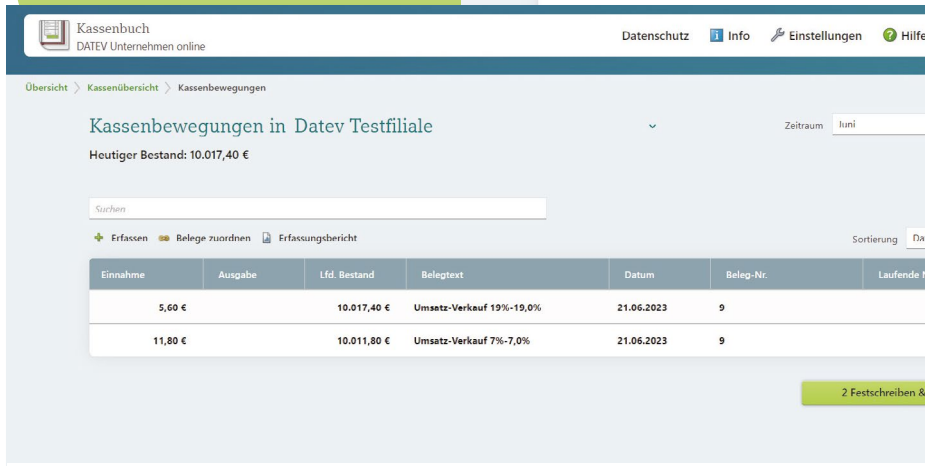 Kassenbuch
DATEV Unternehmen online
Datenschutz Info Einstellungen Hilfe
Übersicht Kassenübersicht Kassenbewegungen
Kassenbewegungen in Datev Testfiliale
Zeitraum Juni
Heutiger Bestand: 10.017,40 €
Suchen
Erfassen Belege zuordnen Erfassungsbericht
Sortierung Da
Einnahme Ausgabe Lfd. Bestand Belegtext Datum Beleg-Nr. Laufende
5,60 € 10.017,40 € Umsatz-Verkauf 19%-19,0% 21.06.2023 9
11,80 € 10.011,80 € Umsatz-Verkauf 7%-7,0% 21.06.2023 9
2 Festschreiben &